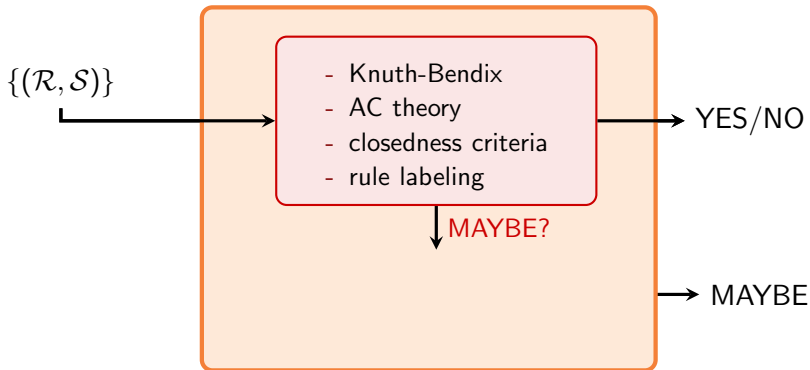 {(R, S)}
- Knuth-Bendix
- AC theory
- closedness criteria
- rule labeling
YES/NO
MAYBE?
MAYBE